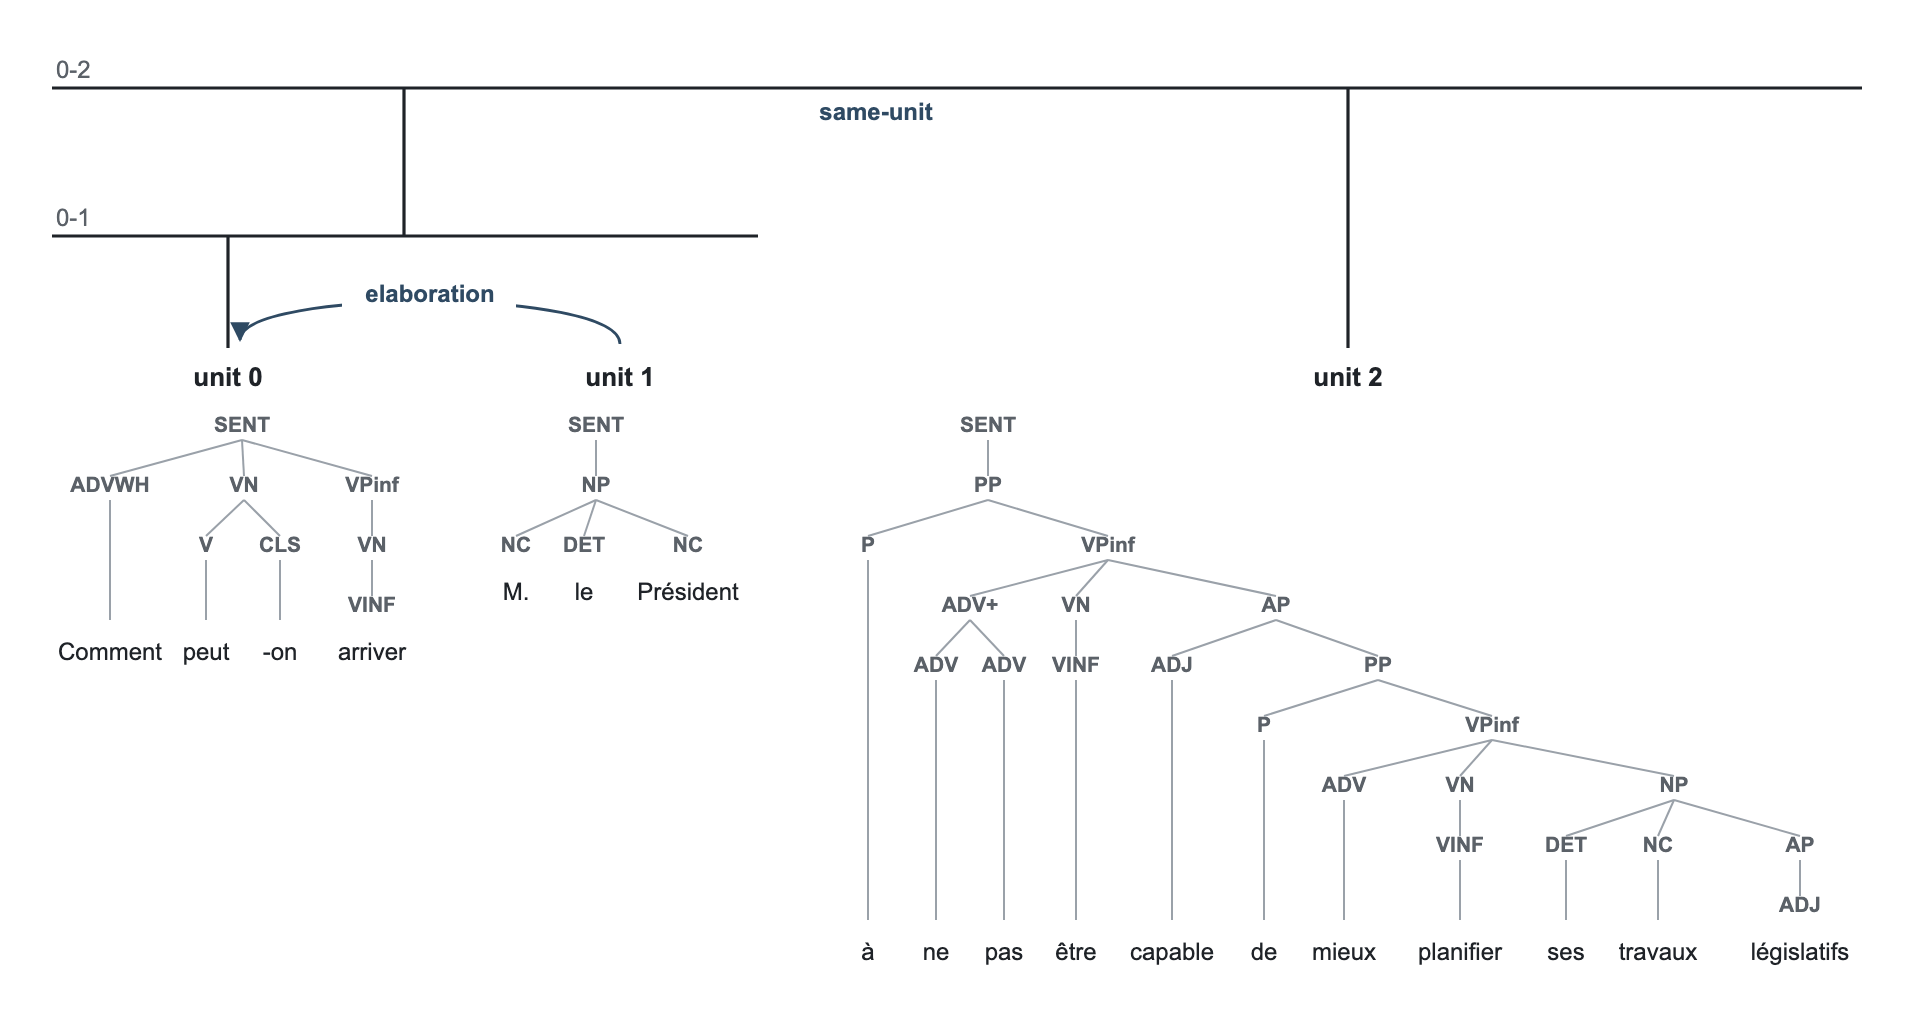 0-2
same-unit
0-1
elaboration
unit 0 unit 1 unit 2
SENT SENT SENT
ADVWH VN VPinf NP PP
V CLS VN NC DET NC P VPinf
M. le Président
VINF ADV+ VN AP
Comment peut -on arriver
ADV ADV VINF ADJ PP
P VPinf
ADV VN NP
VINF DET NC AP
ADJ
à ne pas être capable de mieux planifier ses travaux législatifs